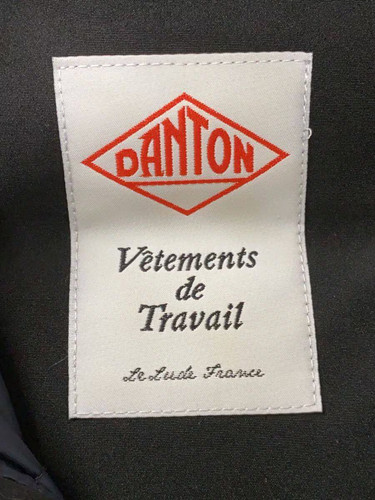 DANTON
Vêtements
de
Travail
Le Lude France